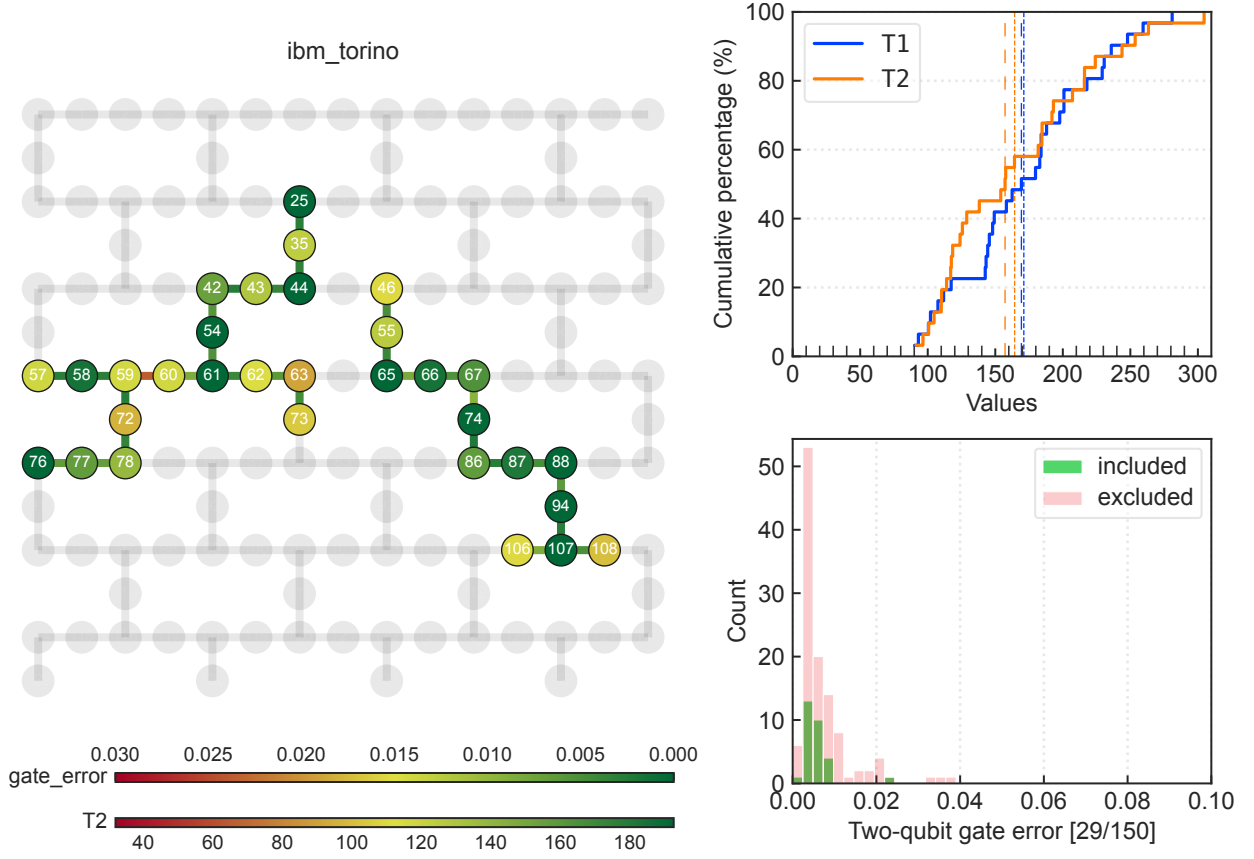 ibm_torino
25
35
42 43 44 46
54 55
57 58 59 60 61 62 63 65 66 67
72 73 74
76 77 78 86 87 88
94
106 107 108
0.030 0.025 0.020 0.015 0.010 0.005 0.000
gate_error
T2
40 60 80 100 120 140 160 180
100
80
60
40
20
0
Cumulative percentage (%)
T1
T2
0 50 100 150 200 250 300
Values
50
40
30
20
10
0
Count
included
excluded
0.00 0.02 0.04 0.06 0.08 0.10
Two-qubit gate error [29/150]